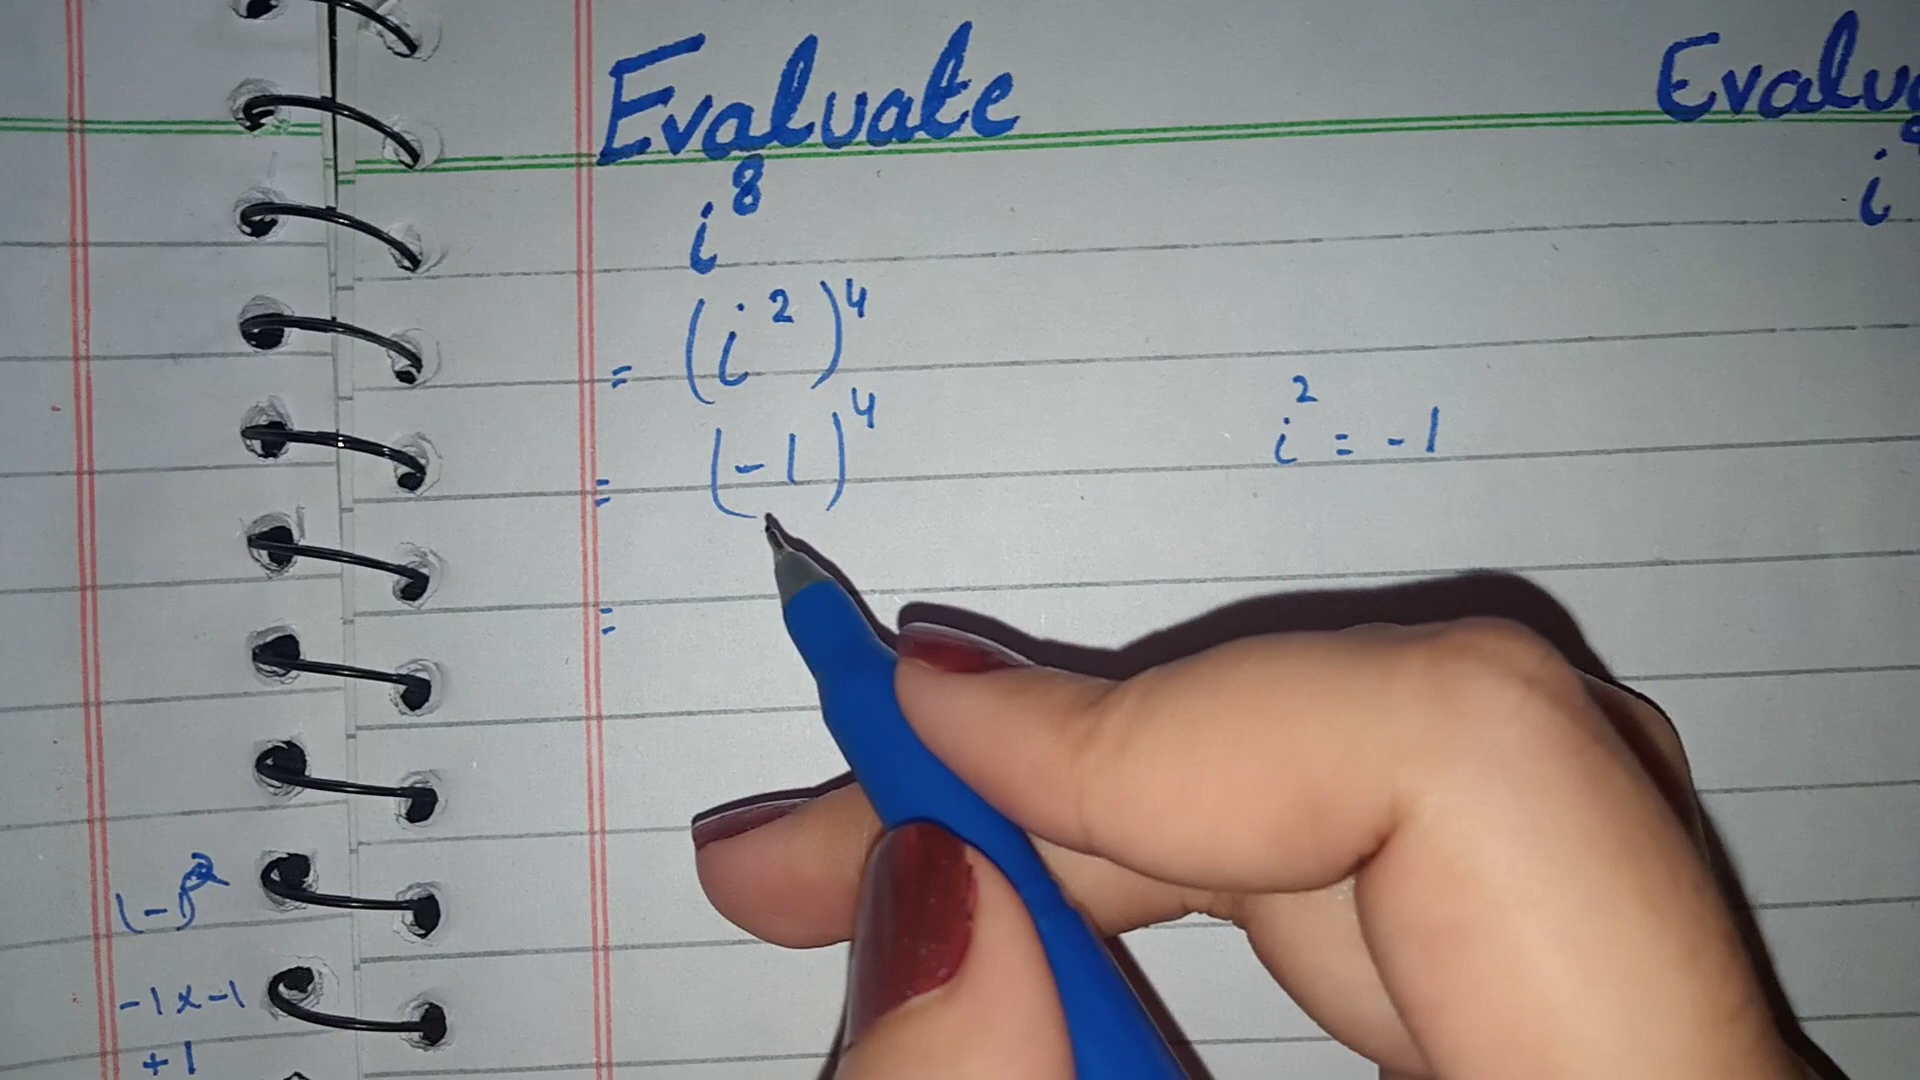 Evaluate
i⁸
= (i²)⁴
= (-1)⁴
=
i² = -1
Evalu
i
(-1)²
-1 x -1
+1